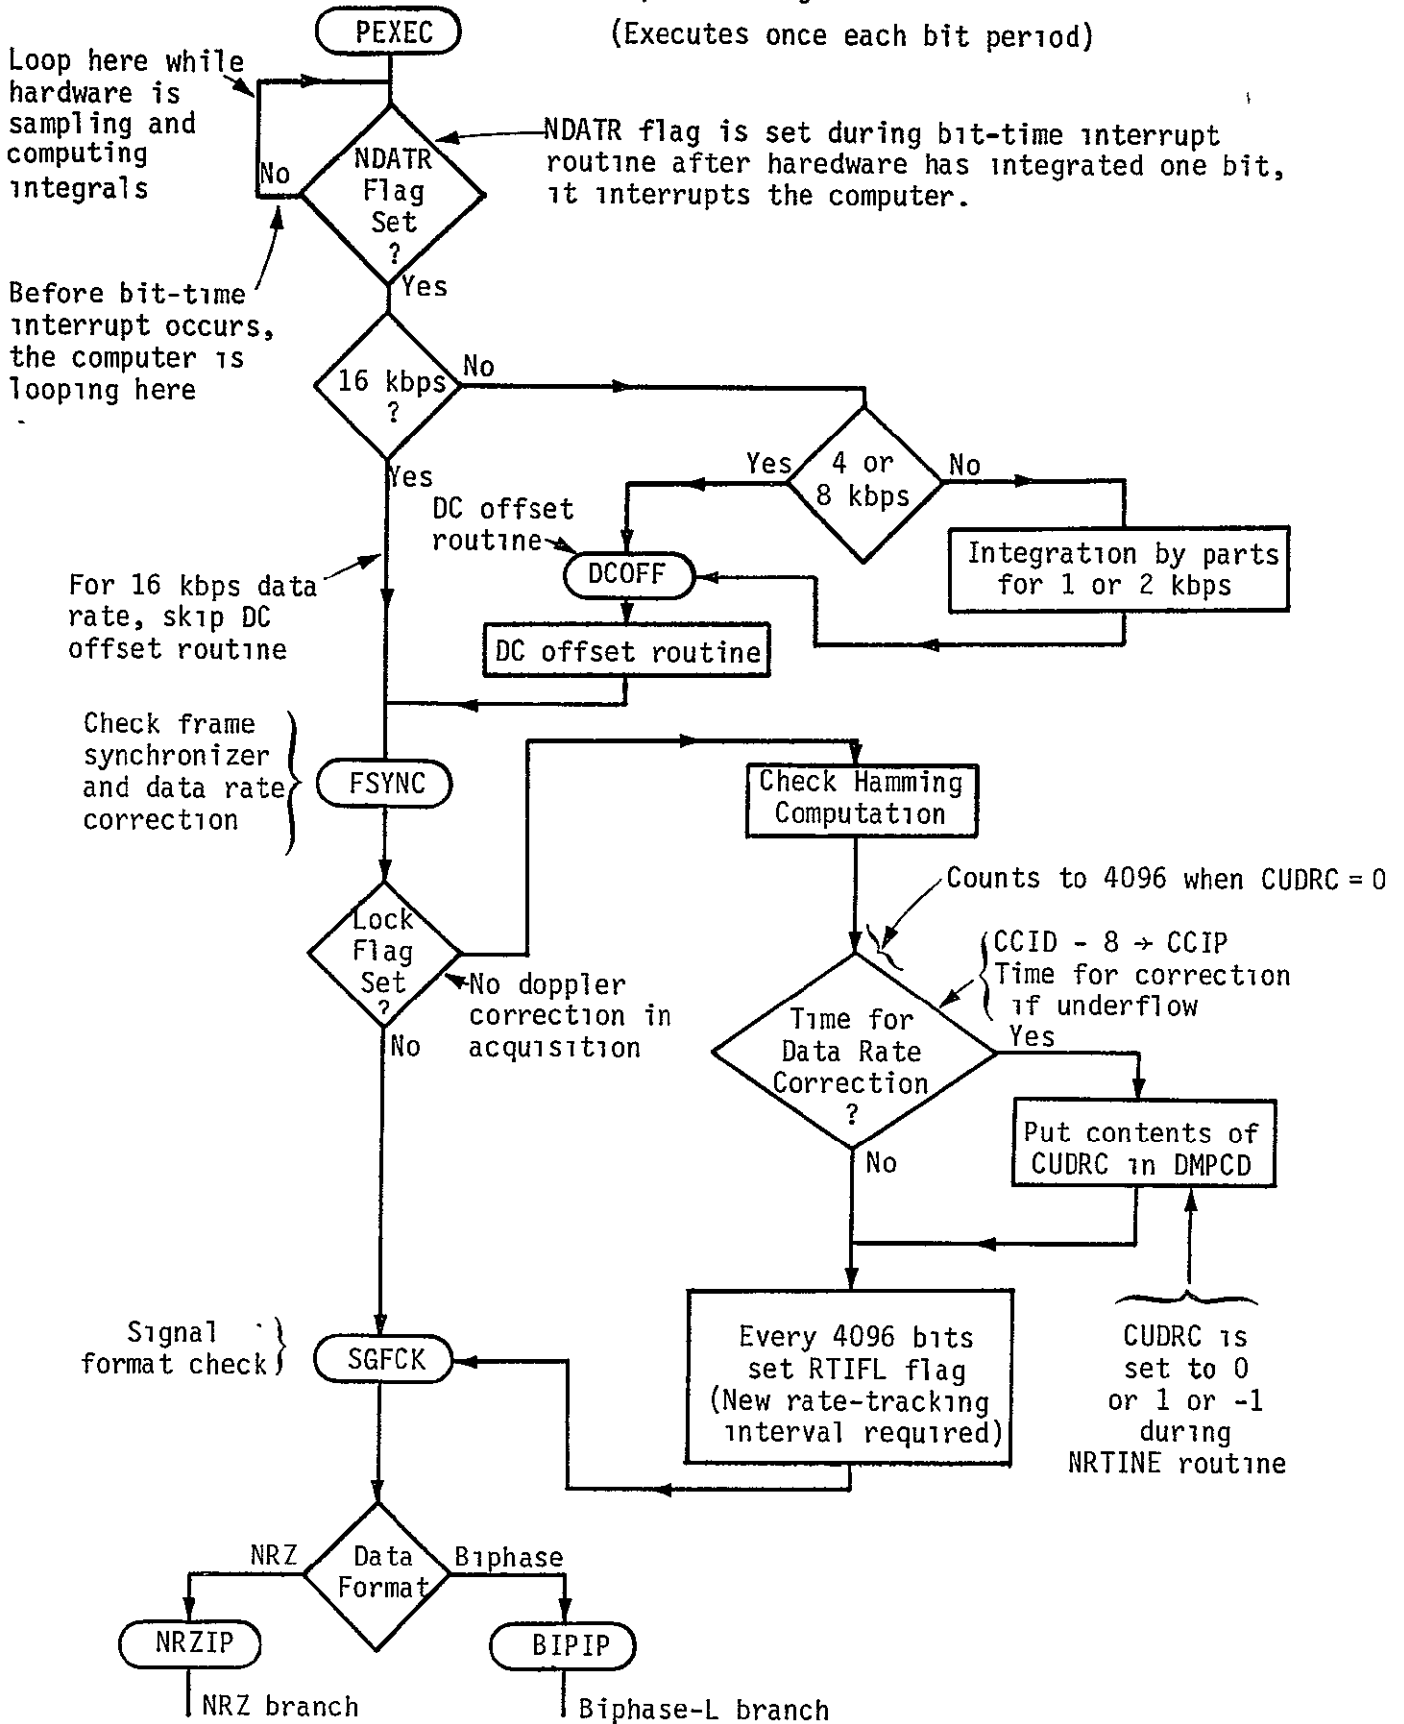 PEXEC
(Executes once each bit period)
Loop here while
hardware is
sampling and
computing
integrals
No
NDATR
Flag
Set
?
NDATR flag is set during bit-time interrupt
routine after haredware has integrated one bit,
it interrupts the computer.
Yes
Before bit-time
interrupt occurs,
the computer is
looping here
16 kbps
?
No
Yes
4 or
8 kbps
Yes
No
DC offset
routine
DCOFF
Integration by parts
for 1 or 2 kbps
For 16 kbps data
rate, skip DC
offset routine
DC offset routine
Check frame
synchronizer
and data rate
correction
FSYNC
Check Hamming
Computation
Counts to 4096 when CUDRC = 0
Lock
Flag
Set
?
No doppler
correction in
acquisition
No
CCID - 8 → CCIP
Time for correction
if underflow
Time for
Data Rate
Correction
?
Yes
No
Put contents of
CUDRC in DMPCD
Signal
format check
SGFCK
Every 4096 bits
set RTIFL flag
(New rate-tracking
interval required)
CUDRC is
set to 0
or 1 or -1
during
NRTINE routine
NRZ
Data
Format
Biphase
NRZIP
BIPIP
NRZ branch
Biphase-L branch